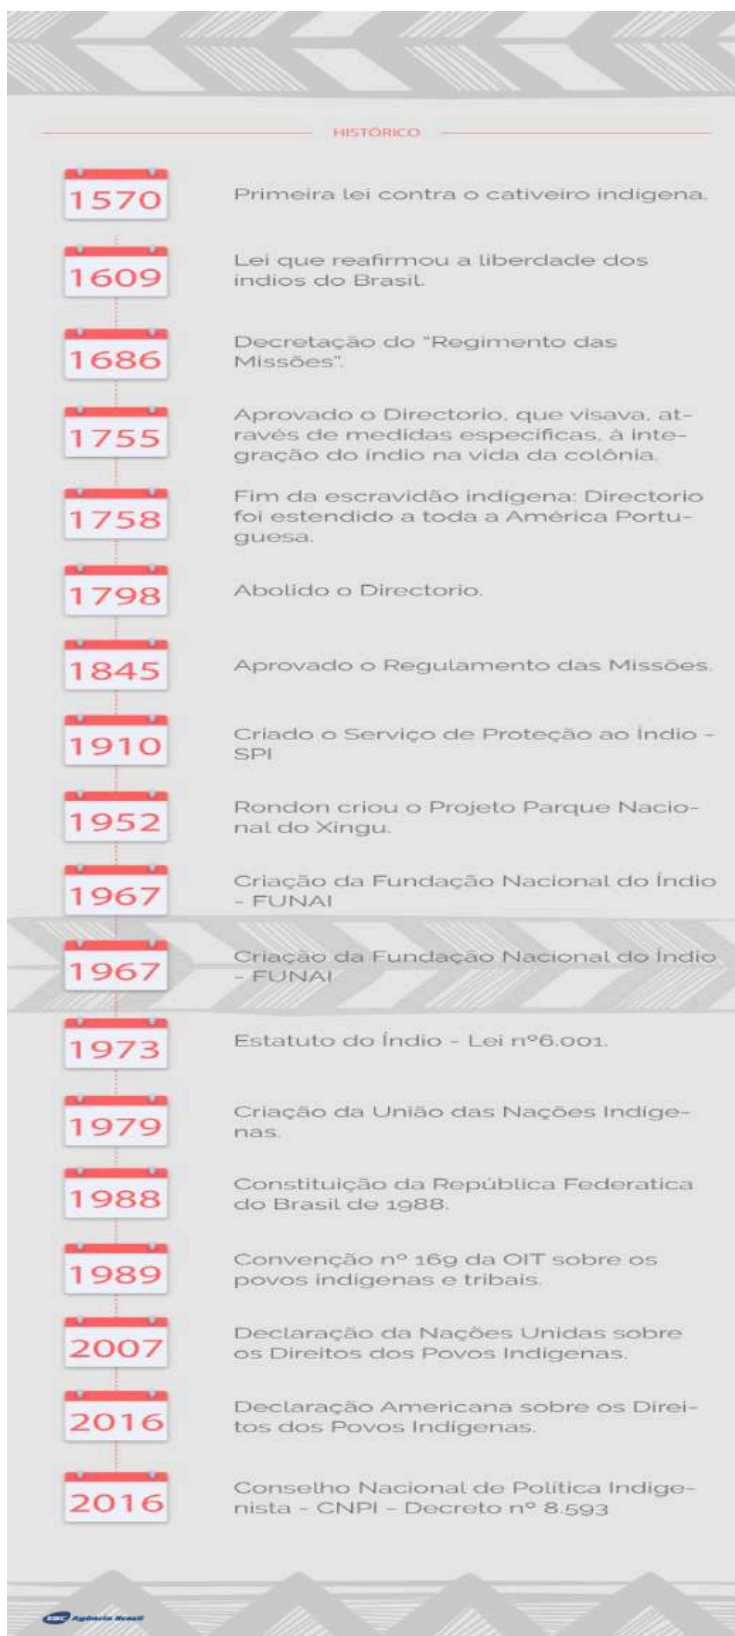 HISTÓRICO
1570
Primeira lei contra o cativeiro indígena.
1609
Lei que reafirmou a liberdade dos
índios do Brasil.
1686
Decretação do "Regimento das
Missões".
1755
Aprovado o Directorio, que visava, at-
ravés de medidas específicas, à inte-
gração do índio na vida da colônia.
1758
Fim da escravidão indígena: Directorio
foi estendido a toda a América Portu-
guesa.
1798
Abolido o Directorio.
1845
Aprovado o Regulamento das Missões.
1910
Criado o Serviço de Proteção ao Índio -
SPI
1952
Rondon criou o Projeto Parque Nacio-
nal do Xingu.
1967
Criação da Fundação Nacional do Índio
- FUNAI
1967
Criação da Fundação Nacional do Índio
- FUNAI
1973
Estatuto do Índio - Lei nº6.001.
1979
Criação da União das Nações Indíge-
nas.
1988
Constituição da República Federatica
do Brasil de 1988.
1989
Convenção nº 169 da OIT sobre os
povos indígenas e tribais.
2007
Declaração da Nações Unidas sobre
os Direitos dos Povos Indígenas.
2016
Declaração Americana sobre os Direi-
tos dos Povos Indígenas.
2016
Conselho Nacional de Política Indige-
nista - CNPI - Decreto nº 8.593
EBC Agência Brasil